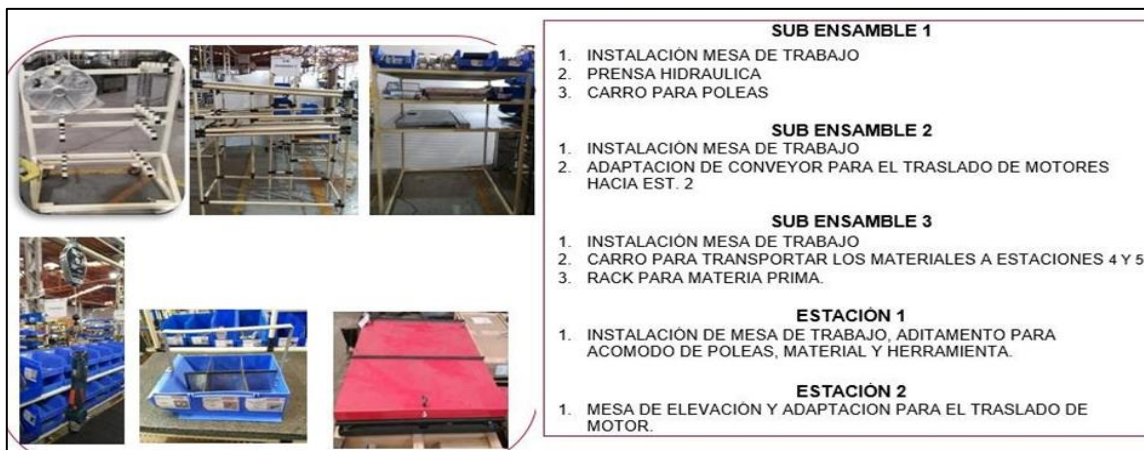 SUB ENSAMBLE 1
1. INSTALACIÓN MESA DE TRABAJO
2. PRENSA HIDRAULICA
3. CARRO PARA POLEAS
SUB ENSAMBLE 2
1. INSTALACIÓN MESA DE TRABAJO
2. ADAPTACION DE CONVEYOR PARA EL TRASLADO DE MOTORES
HACIA EST. 2
SUB ENSAMBLE 3
1. INSTALACIÓN MESA DE TRABAJO
2. CARRO PARA TRANSPORTAR LOS MATERIALES A ESTACIONES 4 Y 5
3. RACK PARA MATERIA PRIMA.
ESTACIÓN 1
1. INSTALACIÓN DE MESA DE TRABAJO, ADITAMENTO PARA
ACOMODO DE POLEAS, MATERIAL Y HERRAMIENTA.
ESTACIÓN 2
1. MESA DE ELEVACIÓN Y ADAPTACION PARA EL TRASLADO DE
MOTOR.